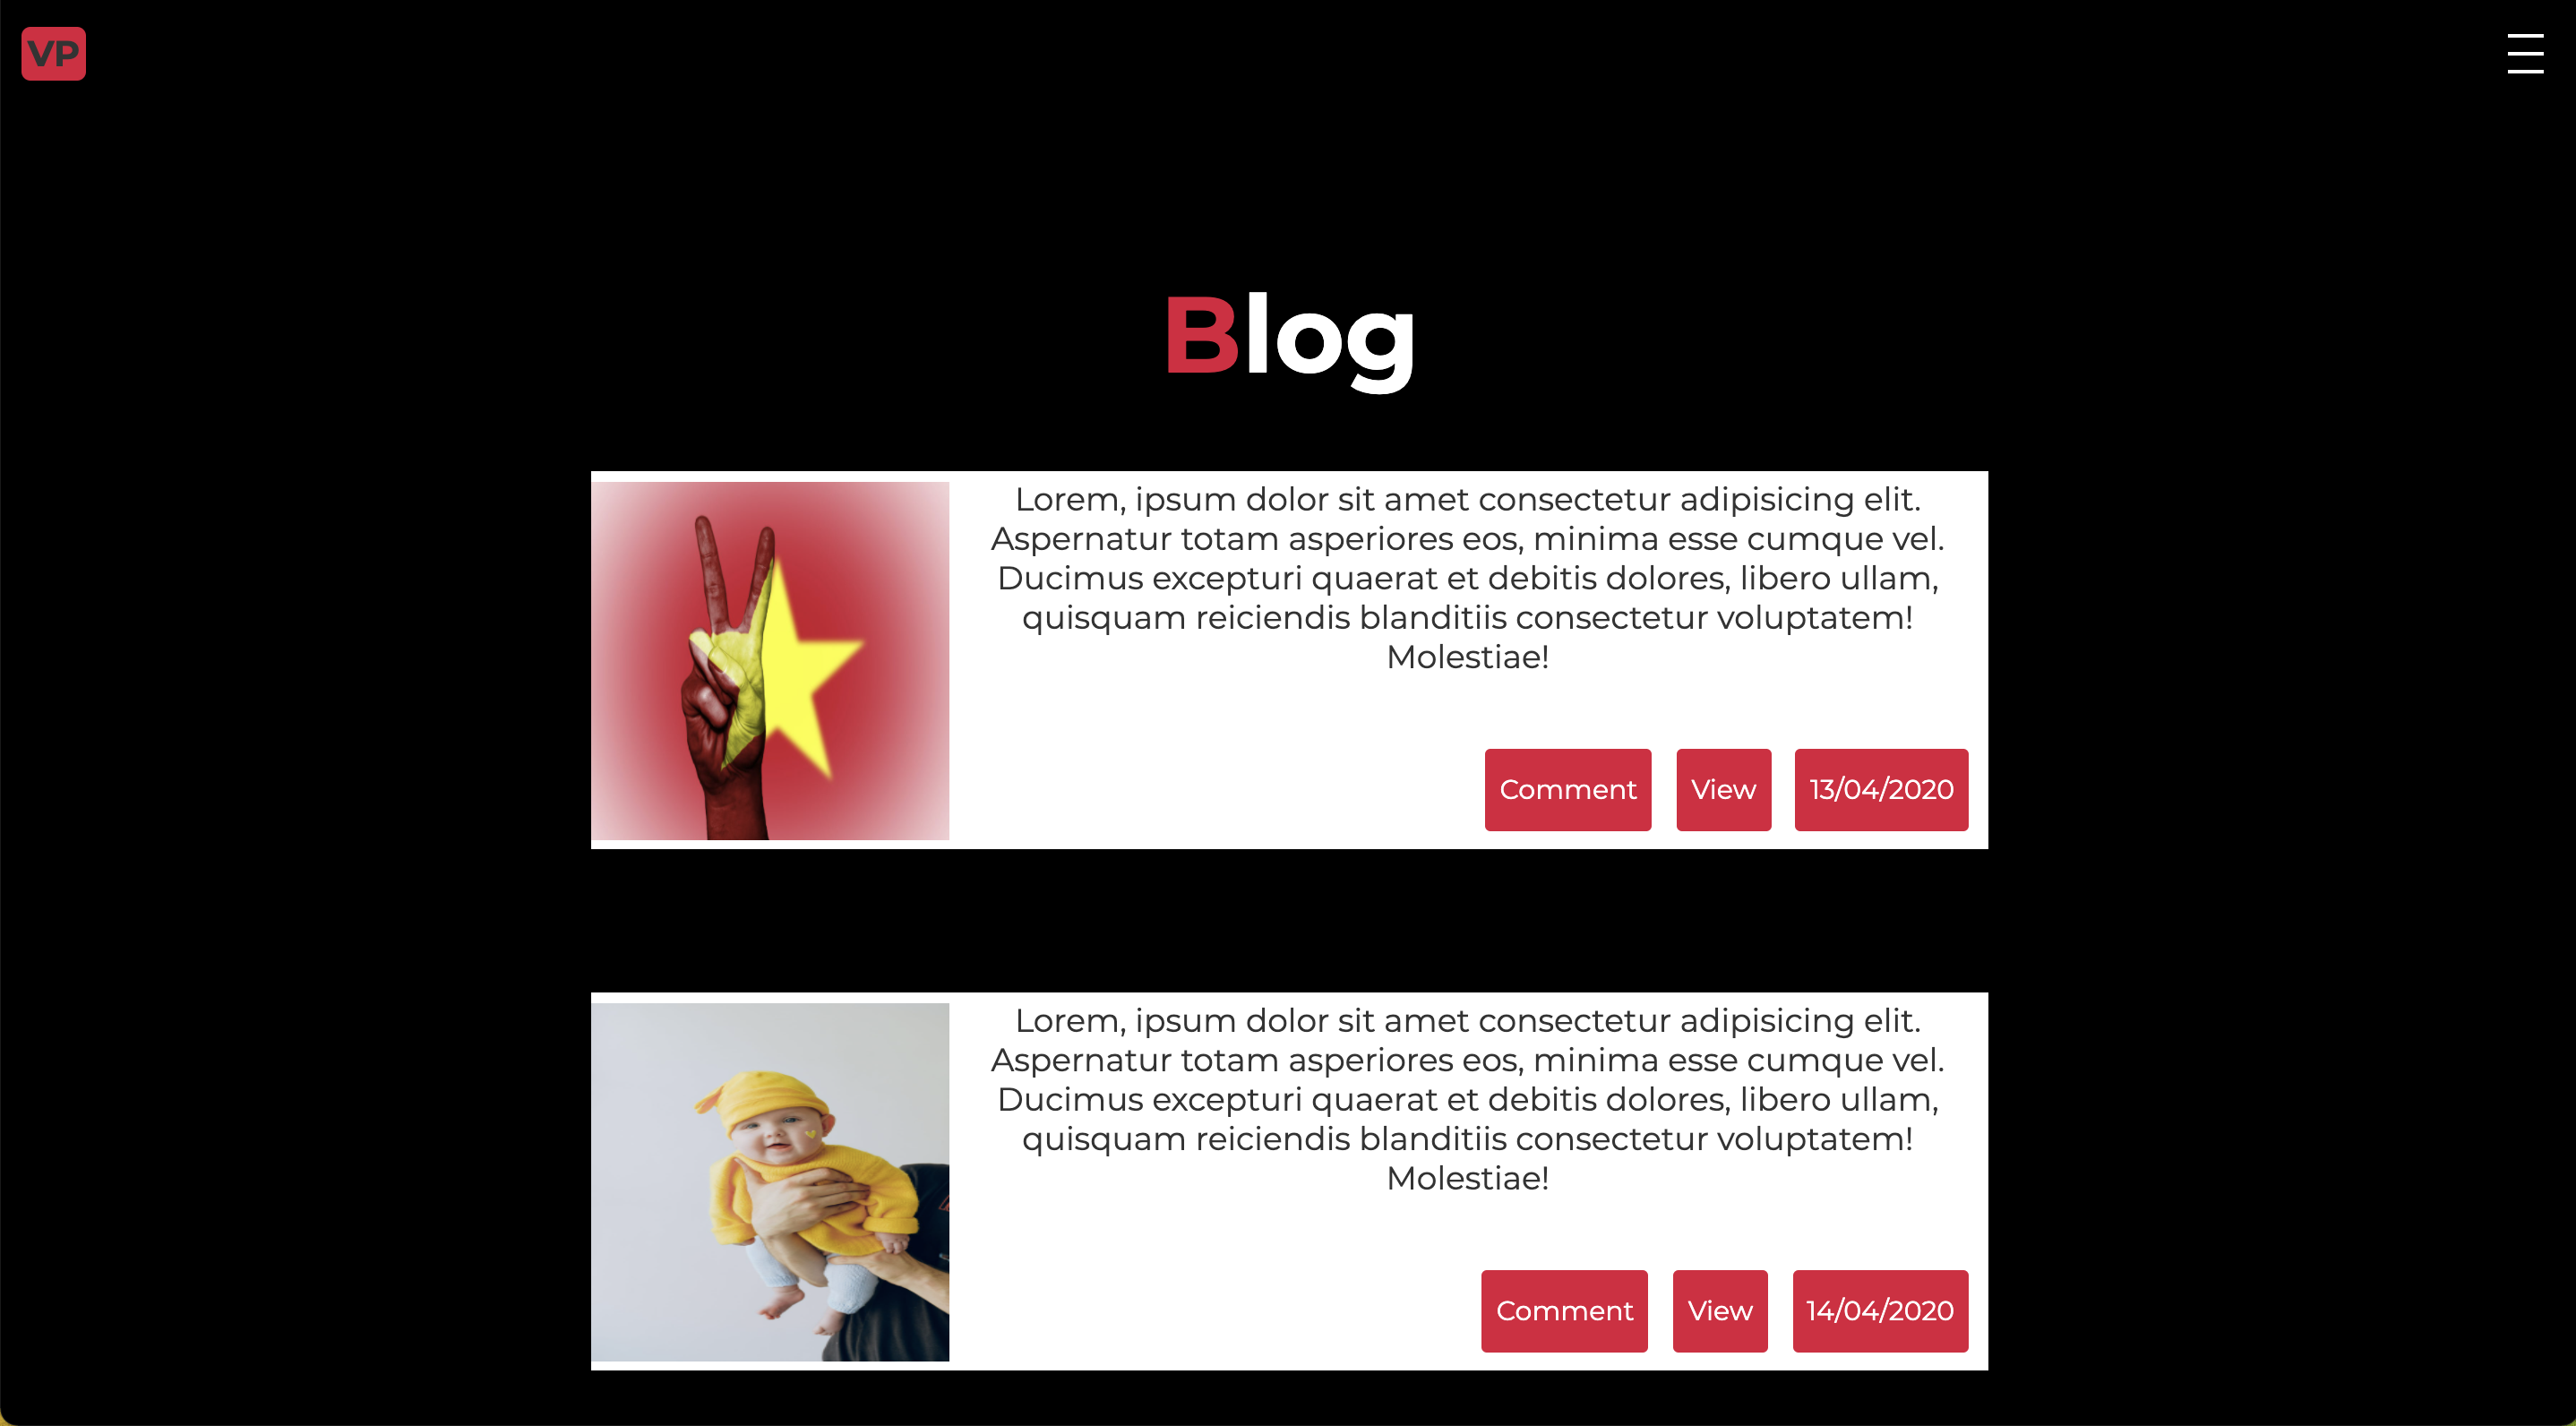 VP
Blog
Lorem, ipsum dolor sit amet consectetur adipisicing elit.
Aspernatur totam asperiores eos, minima esse cumque vel.
Ducimus excepturi quaerat et debitis dolores, libero ullam,
quisquam reiciendis blanditiis consectetur voluptatem!
Molestiae!
Comment View 13/04/2020
Lorem, ipsum dolor sit amet consectetur adipisicing elit.
Aspernatur totam asperiores eos, minima esse cumque vel.
Ducimus excepturi quaerat et debitis dolores, libero ullam,
quisquam reiciendis blanditiis consectetur voluptatem!
Molestiae!
Comment View 14/04/2020